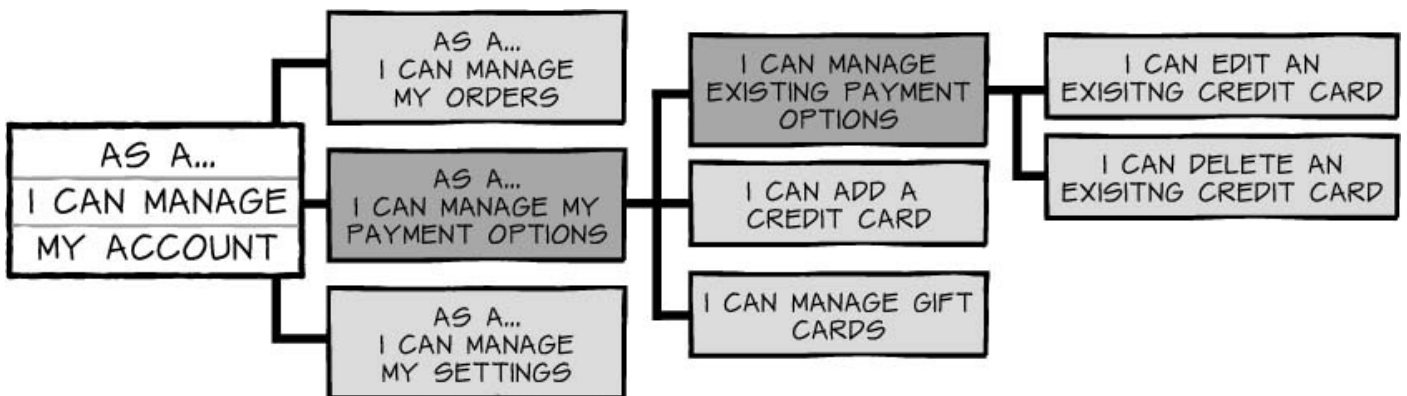 AS A...
I CAN MANAGE
MY ACCOUNT
AS A...
I CAN MANAGE
MY ORDERS
AS A...
I CAN MANAGE MY
PAYMENT OPTIONS
AS A...
I CAN MANAGE
MY SETTINGS
I CAN MANAGE
EXISTING PAYMENT
OPTIONS
I CAN ADD A
CREDIT CARD
I CAN MANAGE GIFT
CARDS
I CAN EDIT AN
EXISITNG CREDIT CARD
I CAN DELETE AN
EXISITNG CREDIT CARD